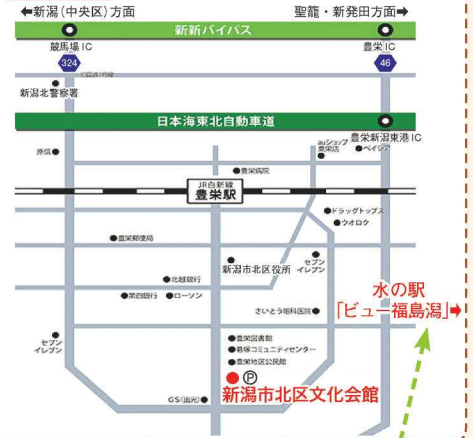 ←新潟(中央区)方面
聖籠・新発田方面→
新新バイパス
競馬場IC
豊栄IC
324
46
新潟北警察署
日本海東北自動車道
豊栄新潟東港IC
auショップ
豊栄店
ベイシア
原信
豊栄病院
JR白新線
豊栄駅
ドラッグトップス
ウオロク
豊栄郵便局
新潟市北区役所
セブン
イレブン
北越銀行
第四銀行
ローソン
水の駅
「ビュー福島潟」→
さいとう眼科医院
セブン
イレブン
豊栄図書館
葛塚コミュニティセンター
豊栄地区公民館
P
新潟市北区文化会館
GS(出光)